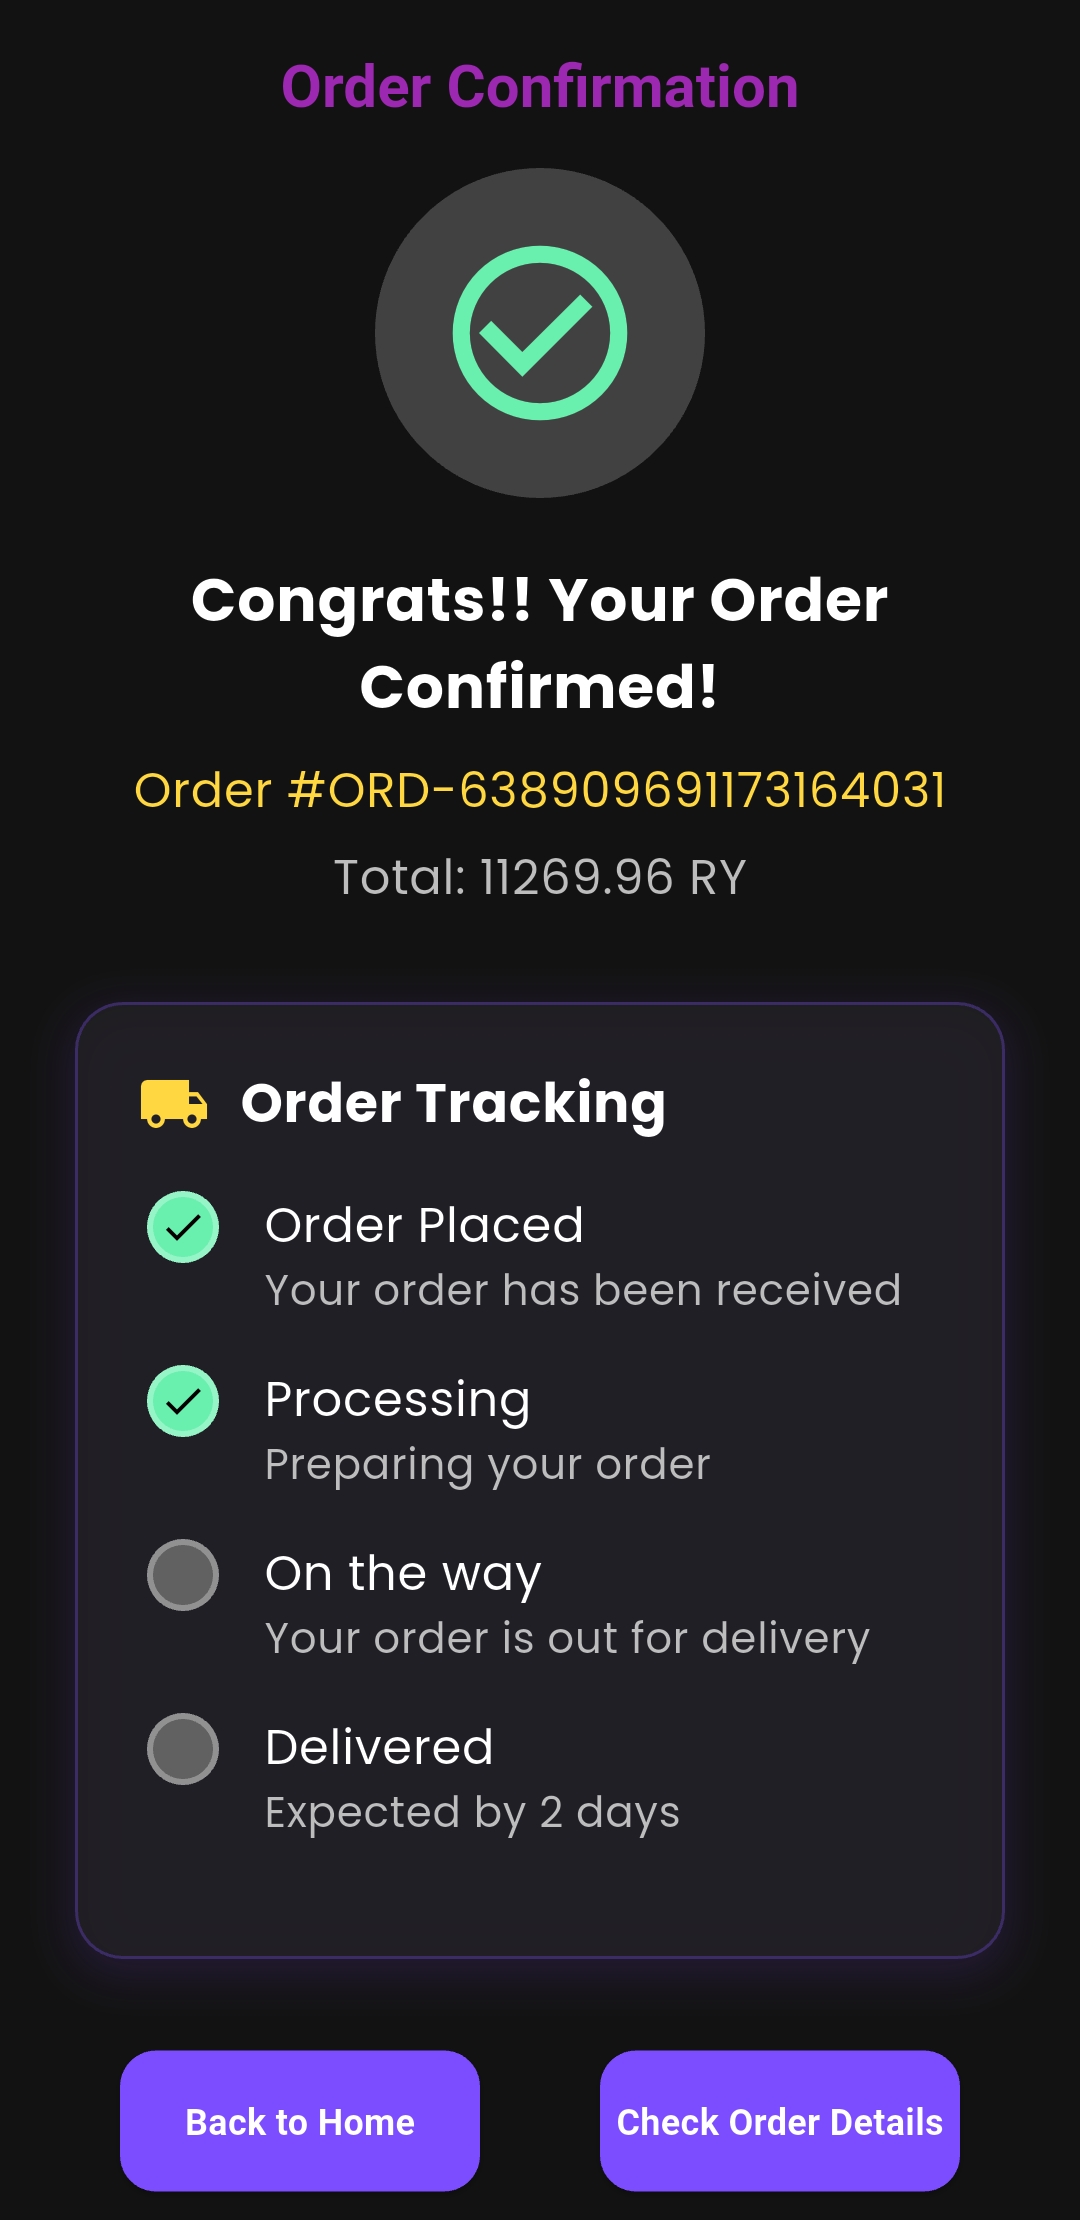 Order Confirmation
Congrats!! Your Order
Confirmed!
Order #ORD-638909691173164031
Total: 11269.96 RY
Order Tracking
Order Placed
Your order has been received
Processing
Preparing your order
On the way
Your order is out for delivery
Delivered
Expected by 2 days
Back to Home
Check Order Details